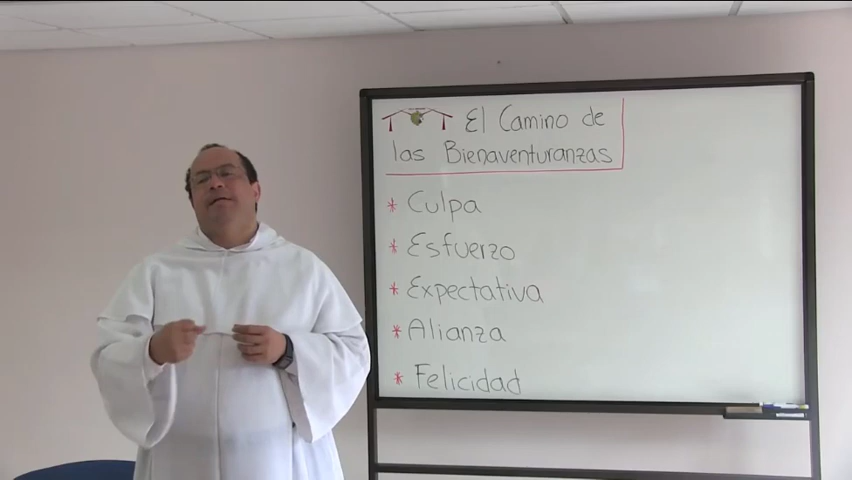 El Camino de
las Bienaventuranzas
* Culpa
* Esfuerzo
* Expectativa
* Alianza
* Felicidad